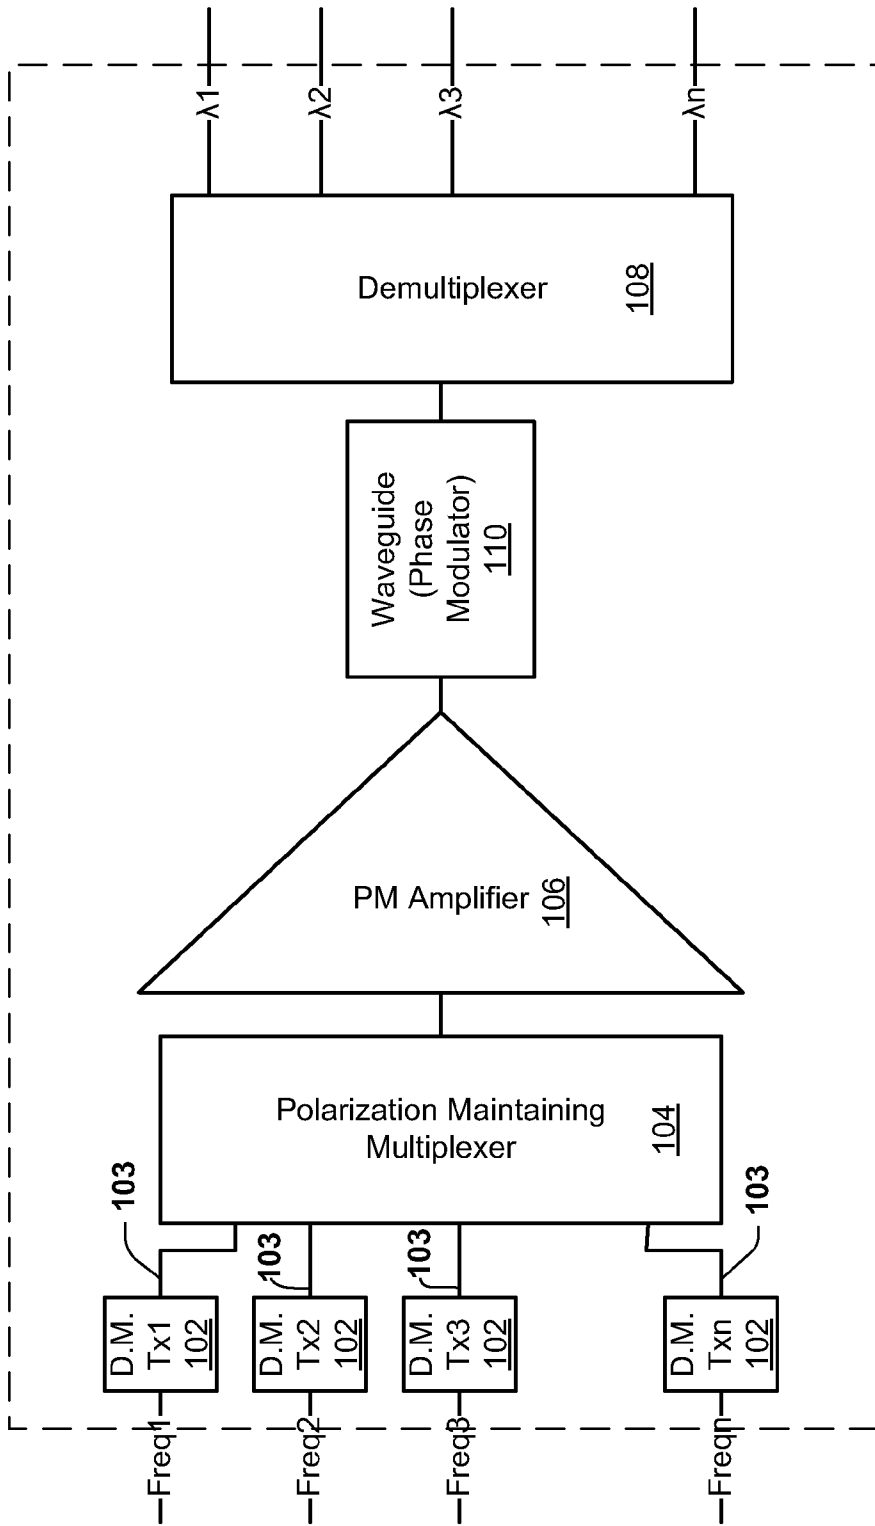 λ1
λ2
λ3
λn
Demultiplexer
108
Waveguide
(Phase
Modulator)
110
PM Amplifier 106
Polarization Maintaining
Multiplexer
104
103
103
103
103
D.M.
Tx1
102
D.M.
Tx2
102
D.M.
Tx3
102
D.M.
Txn
102
Freq1
Freq2
Freq3
Freqn